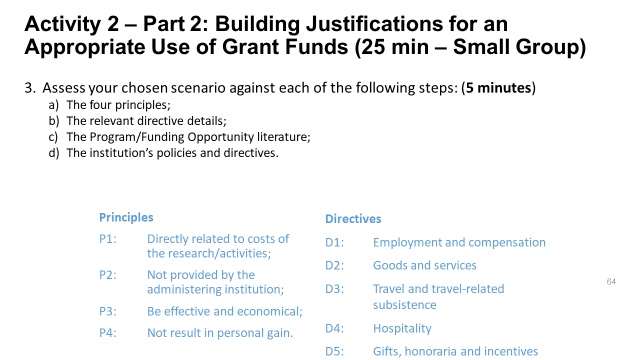 Activity 2 – Part 2: Building Justifications for an
Appropriate Use of Grant Funds (25 min – Small Group)
3. Assess your chosen scenario against each of the following steps: (5 minutes)
a) The four principles;
b) The relevant directive details;
c) The Program/Funding Opportunity literature;
d) The institution's policies and directives.
Principles
P1: Directly related to costs of
the research/activities;
P2: Not provided by the
administering institution;
P3: Be effective and economical;
P4: Not result in personal gain.
Directives
D1: Employment and compensation
D2: Goods and services
D3: Travel and travel-related
subsistence
D4: Hospitality
D5: Gifts, honoraria and incentives
64